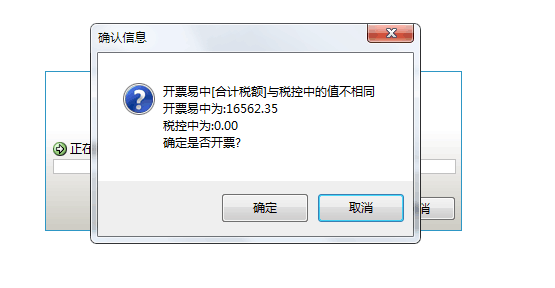 确认信息
开票易中[合计税额]与税控中的值不相同
开票易中为:16562.35
税控中为:0.00
确定是否开票?
正在
确定
取消
消